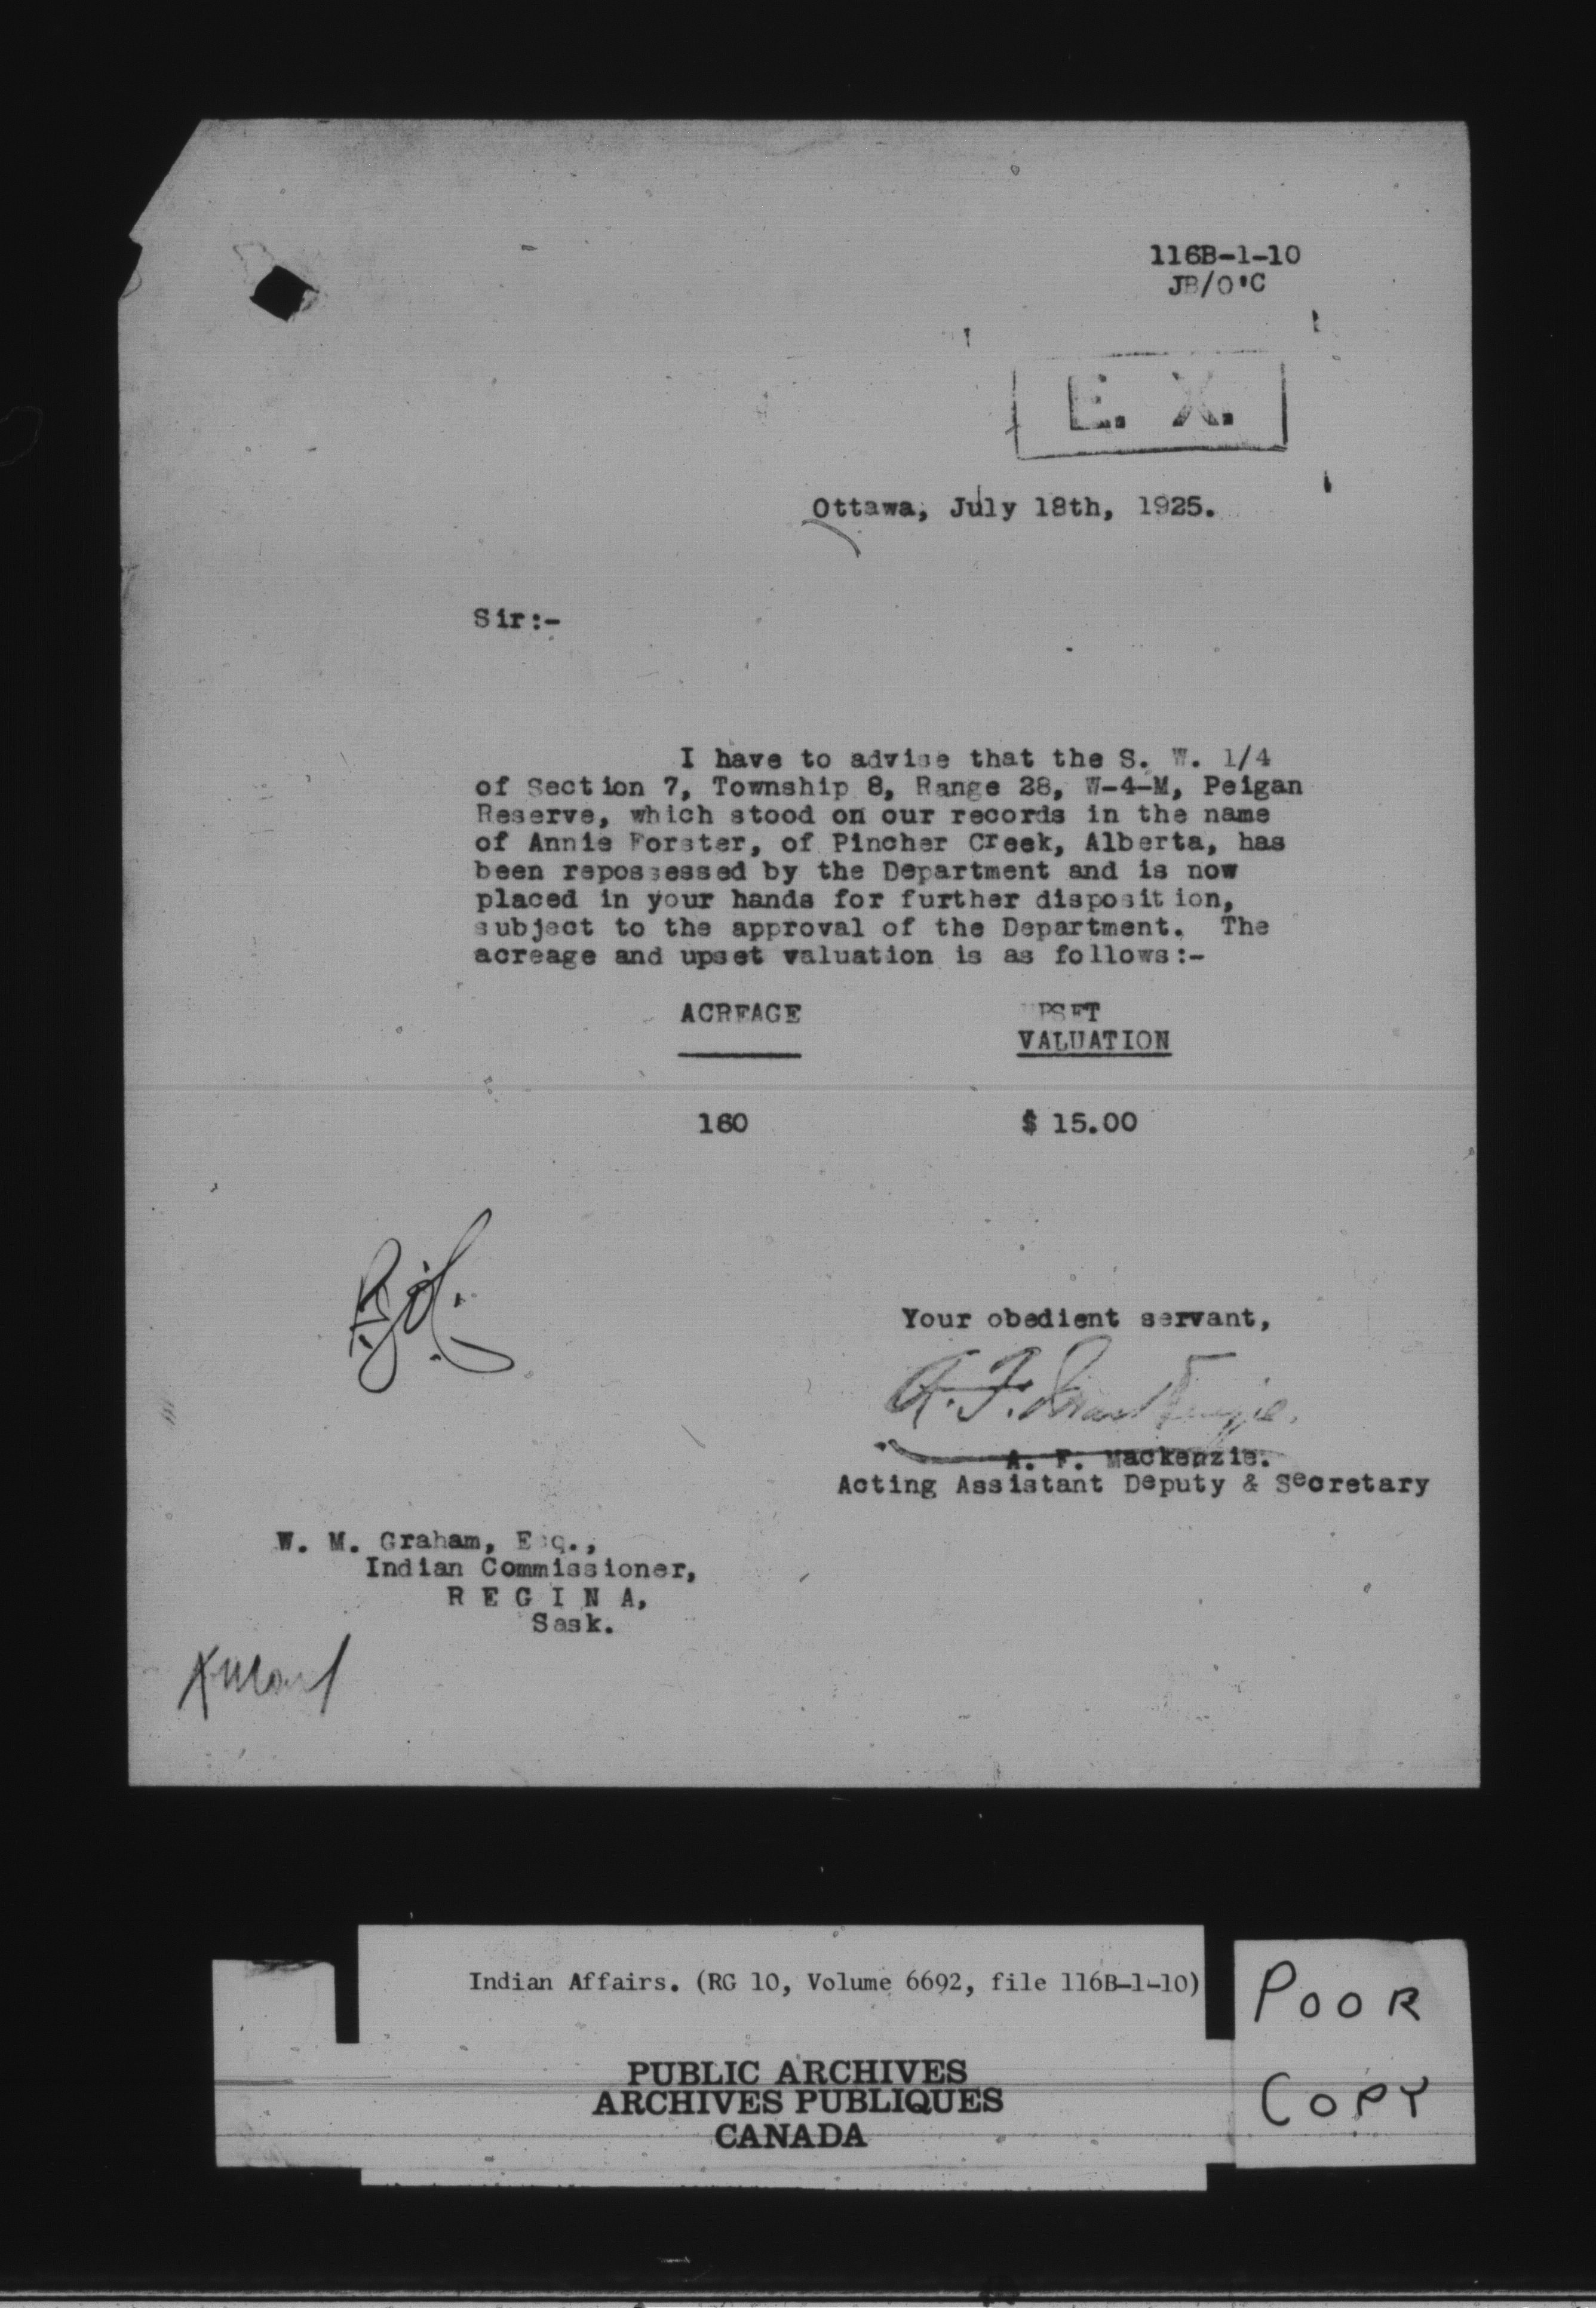 116B-1-10
JB/O'C
E. X.
Ottawa, July 18th, 1925.
Sir:-
I have to advise that the S. W. 1/4
of Section 7, Township 8, Range 28, W-4-M, Peigan
Reserve, which stood on our records in the name
of Annie Forster, of Pincher Creek, Alberta, has
been repossessed by the Department and is now
placed in your hands for further disposition,
subject to the approval of the Department. The
acreage and upset valuation is as follows:-
ACREAGE UPSET
VALUATION
160 $ 15.00
Your obedient servant,
A. F. MacKenzie.
A. F. Mackenzie.
Acting Assistant Deputy & Secretary
W. M. Graham, Esq.,
Indian Commissioner,
R E G I N A,
Sask.
Indian Affairs. (RG 10, Volume 6692, file 116B-1-10)
PUBLIC ARCHIVES
ARCHIVES PUBLIQUES
CANADA
POOR
COPY